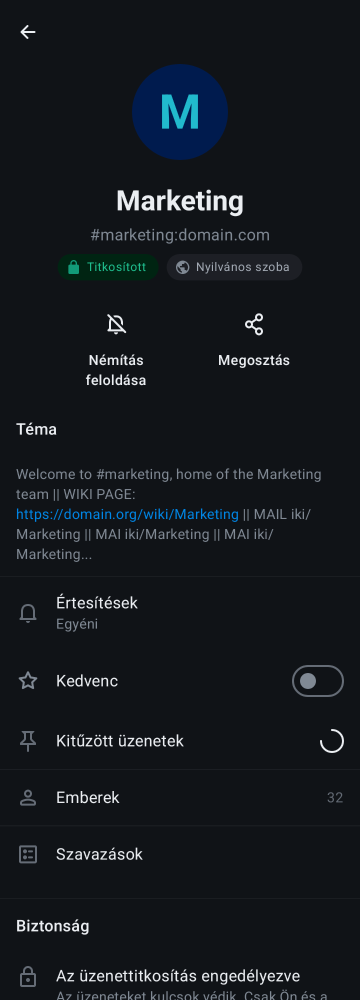 M
Marketing
#marketing:domain.com
Titkosított
Nyilvános szoba
Némítás
feloldása
Megosztás
Téma
Welcome to #marketing, home of the Marketing
team || WIKI PAGE:
https://domain.org/wiki/Marketing || MAIL iki/
Marketing || MAI iki/Marketing || MAI iki/
Marketing...
Értesítések
Egyéni
Kedvenc
Kitűzött üzenetek
Emberek
32
Szavazások
Biztonság
Az üzenettitkosítás engedélyezve
Az üzeneteket kulcsok védik. Csak Ön és a